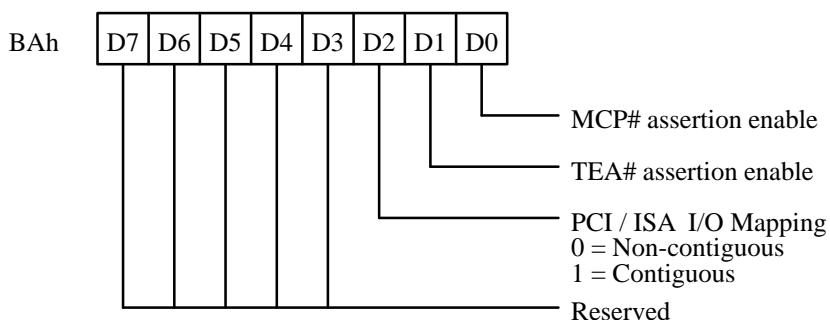 BAh D7 D6 D5 D4 D3 D2 D1 D0
MCP# assertion enable
TEA# assertion enable
PCI / ISA I/O Mapping
0 = Non-contiguous
1 = Contiguous
Reserved